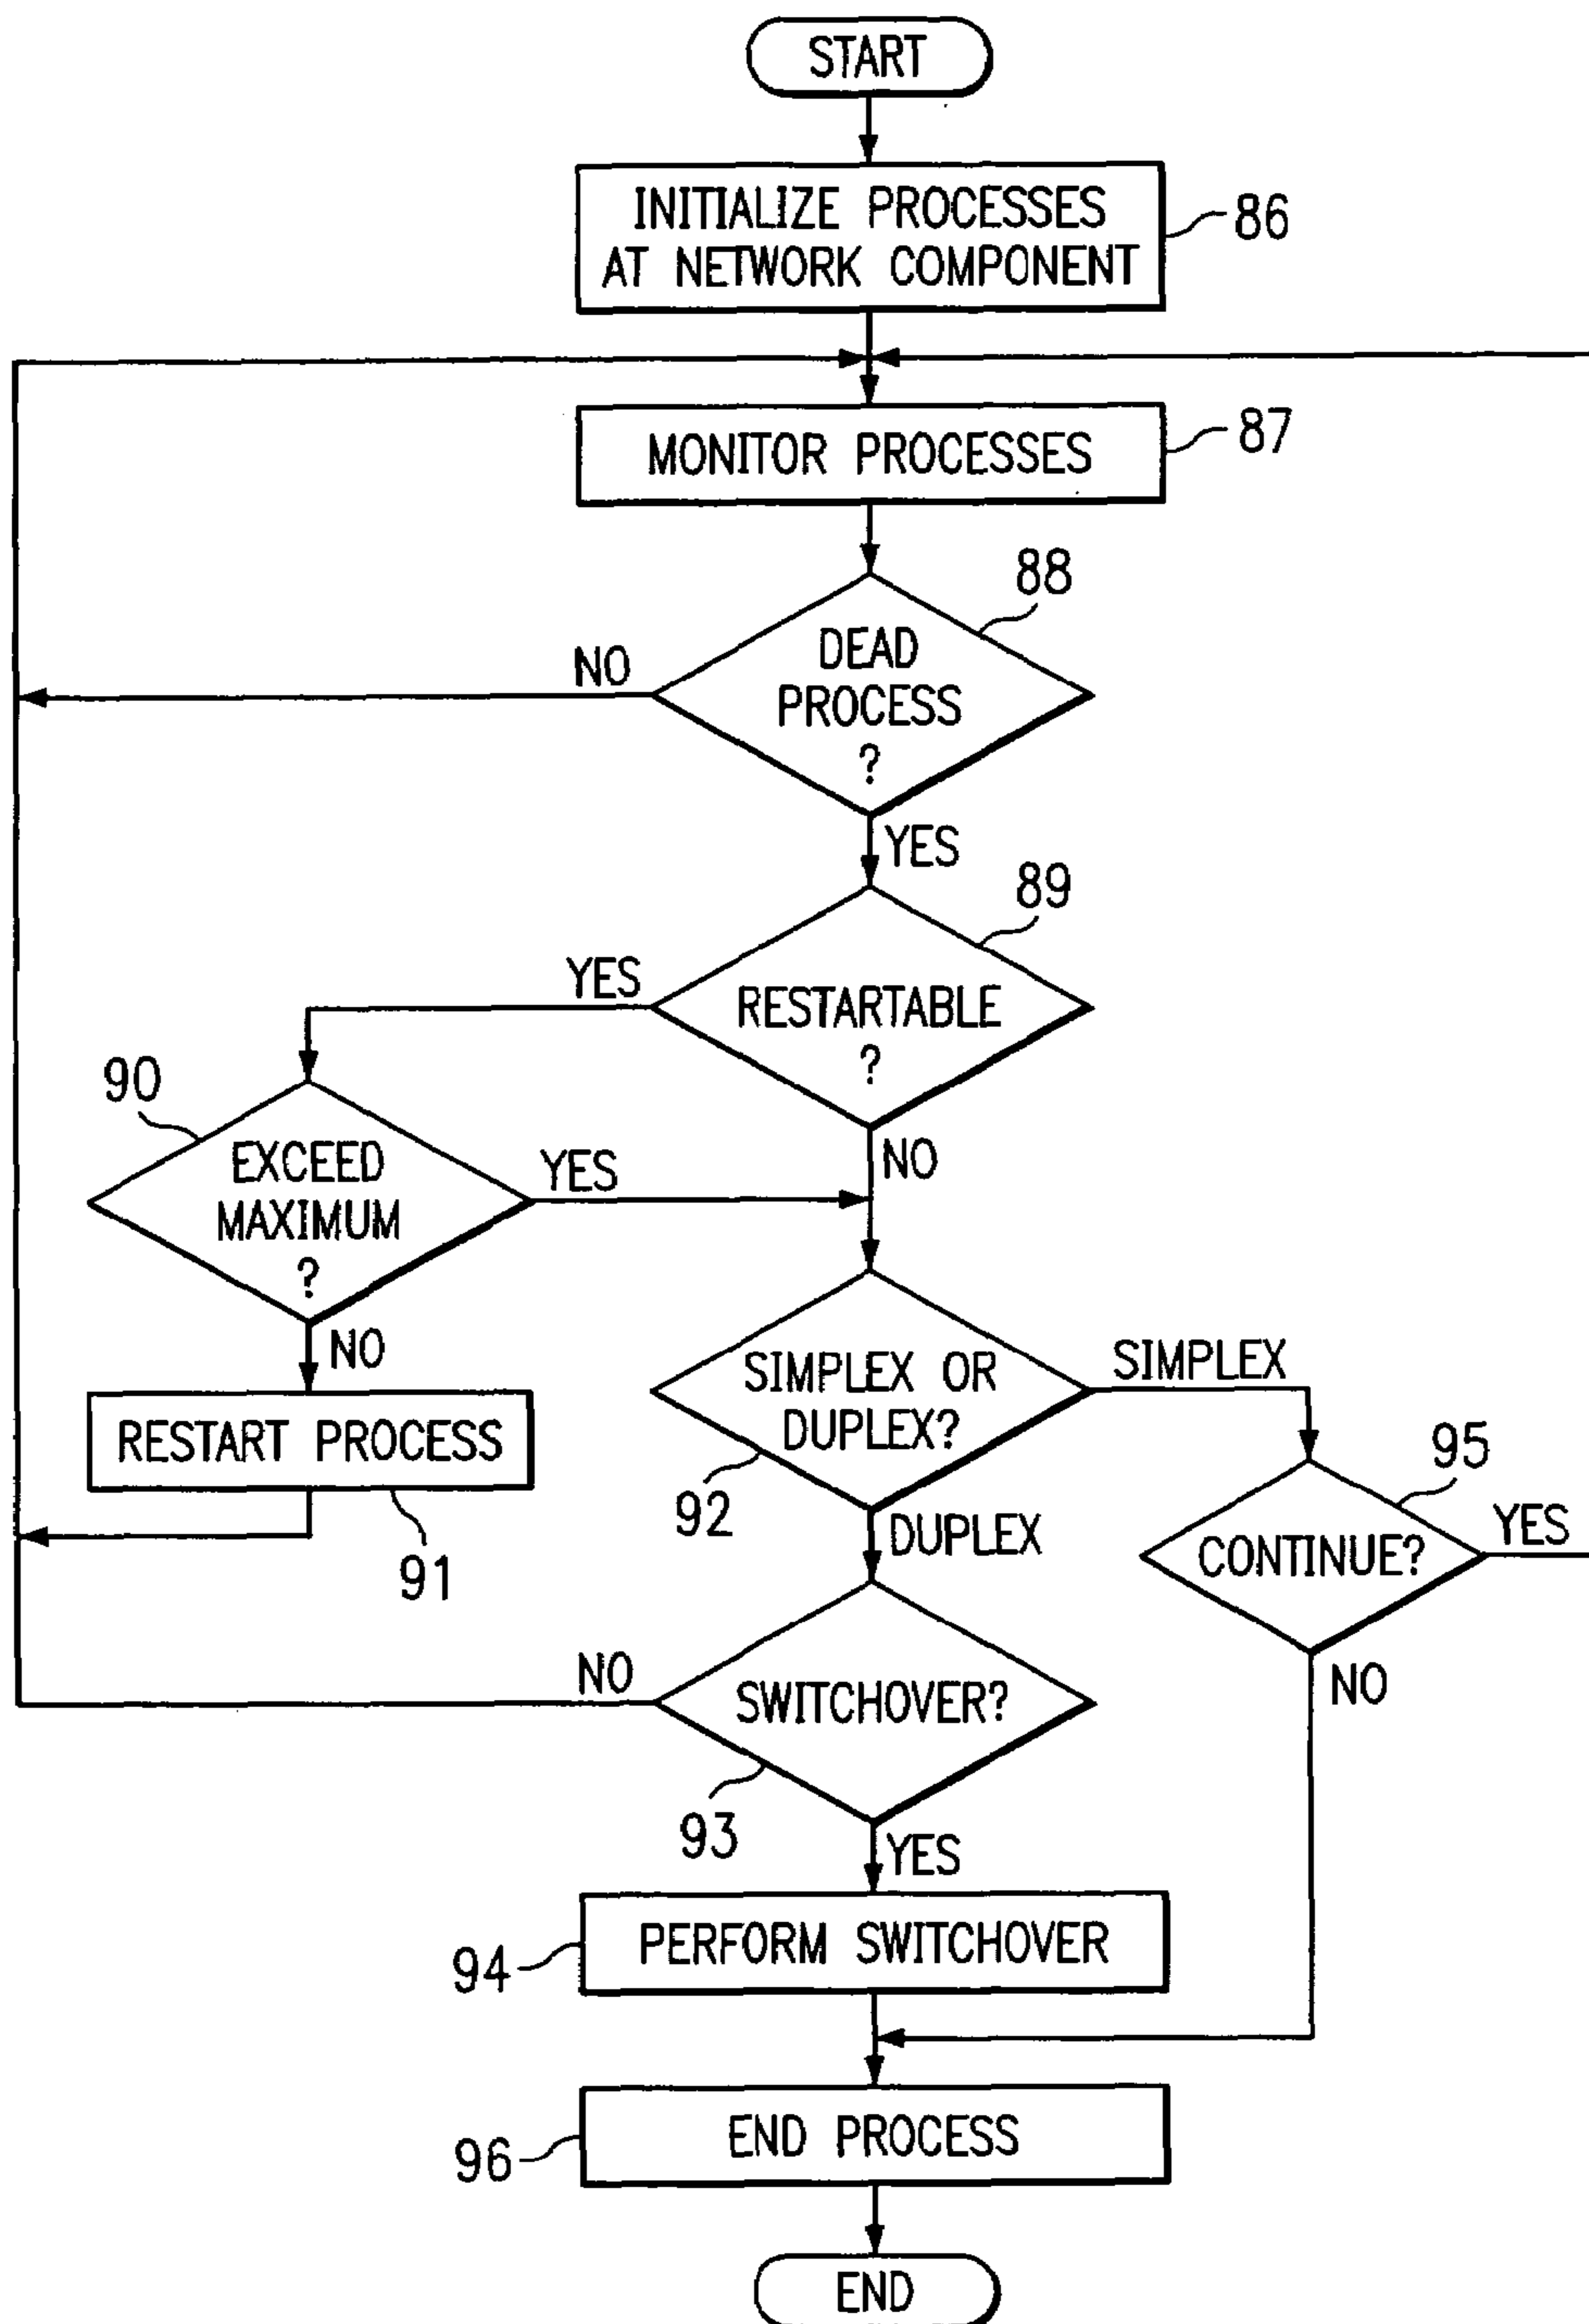 START
INITIALIZE PROCESSES
AT NETWORK COMPONENT
86
MONITOR PROCESSES
87
88
DEAD
PROCESS
?
NO
YES
89
RESTARTABLE
?
YES
NO
90
EXCEED
MAXIMUM
?
YES
NO
RESTART PROCESS
91
SIMPLEX OR
DUPLEX?
92
SIMPLEX
DUPLEX
95
CONTINUE?
YES
NO
SWITCHOVER?
93
NO
YES
PERFORM SWITCHOVER
94
END PROCESS
96
END